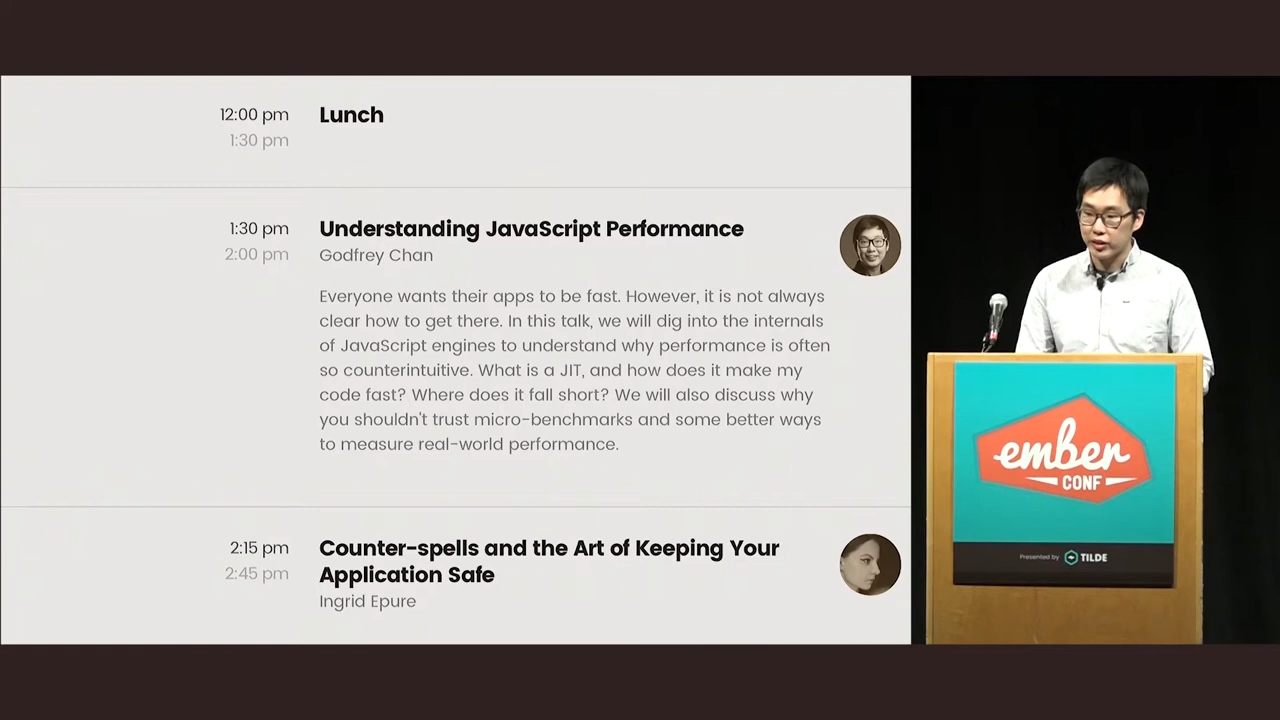 12:00 pm
1:30 pm
Lunch
1:30 pm
2:00 pm
Understanding JavaScript Performance
Godfrey Chan
Everyone wants their apps to be fast. However, it is not always
clear how to get there. In this talk, we will dig into the internals
of JavaScript engines to understand why performance is often
so counterintuitive. What is a JIT, and how does it make my
code fast? Where does it fall short? We will also discuss why
you shouldn't trust micro-benchmarks and some better ways
to measure real-world performance.
2:15 pm
2:45 pm
Counter-spells and the Art of Keeping Your
Application Safe
Ingrid Epure
ember
CONF
Presented by TILDE